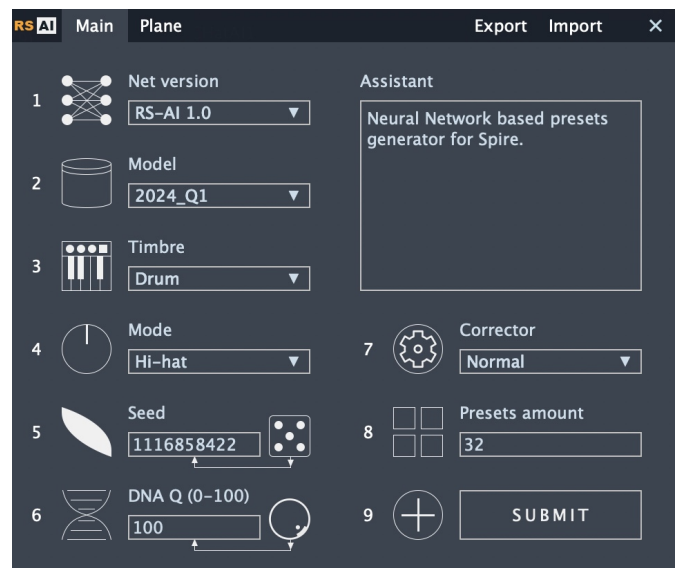 RS AI Main Plane Export Import ✕
1 Net version
RS-AI 1.0 ▼
2 Model
2024_Q1 ▼
3 Timbre
Drum ▼
4 Mode
Hi-hat ▼
5 Seed
1116858422
6 DNA Q (0-100)
100
Assistant
Neural Network based presets
generator for Spire.
7 Corrector
Normal ▼
8 Presets amount
32
9 SUBMIT